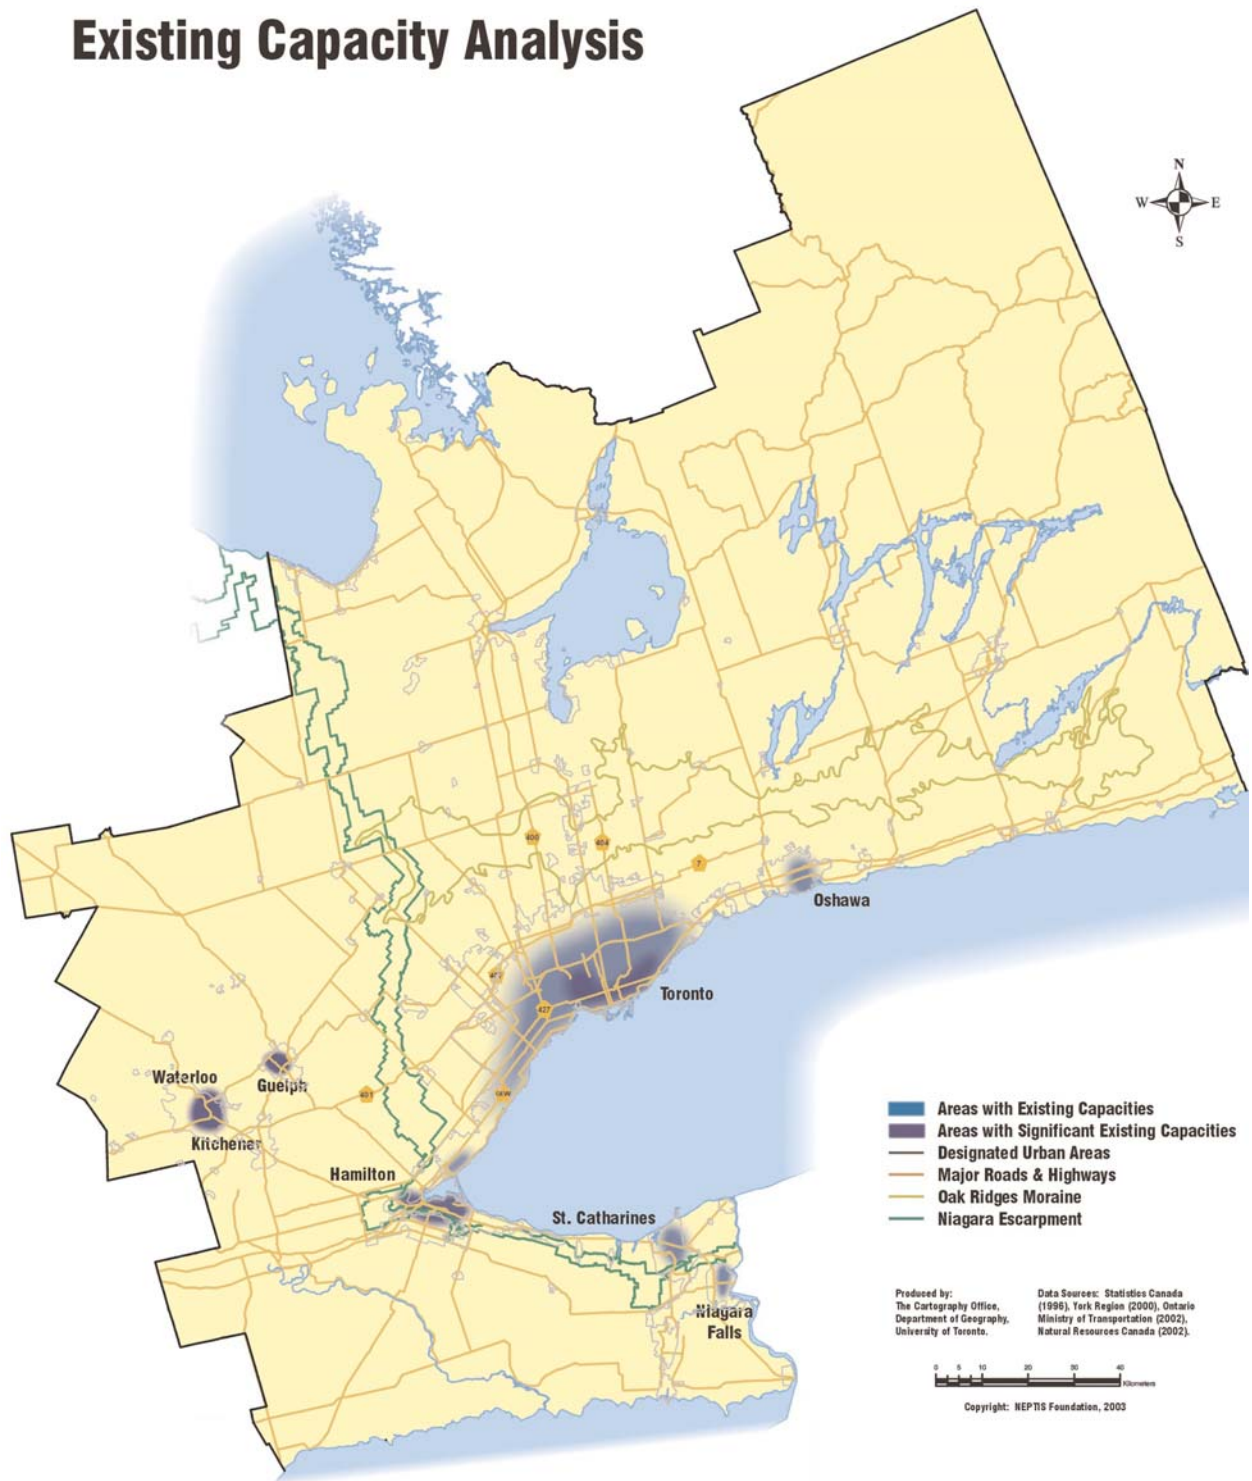 Existing Capacity Analysis
N
W
E
S
400
404
7
Oshawa
Toronto
427
Waterloo
Guelph
401
QEW
Kitchener
Hamilton
St. Catharines
Niagara
Falls
Areas with Existing Capacities
Areas with Significant Existing Capacities
Designated Urban Areas
Major Roads & Highways
Oak Ridges Moraine
Niagara Escarpment
Produced by:
The Cartography Office,
Department of Geography,
University of Toronto.
Data Sources: Statistics Canada
(1996), York Region (2000), Ontario
Ministry of Transportation (2002),
Natural Resources Canada (2002).
0 5 10 20 30 40
Kilometers
Copyright: NEPTIS Foundation, 2003